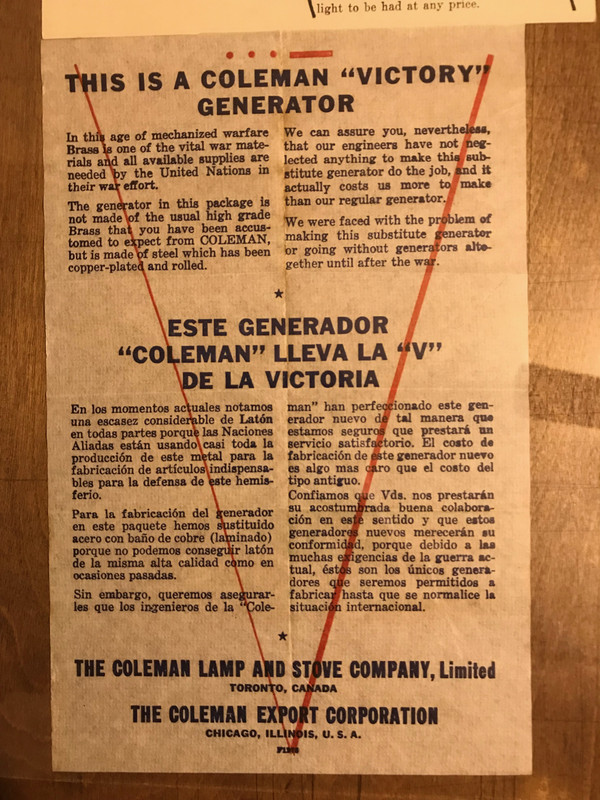 light to be had at any price.
THIS IS A COLEMAN “VICTORY”
GENERATOR
In this age of mechanized warfare
Brass is one of the vital war mate-
rials and all available supplies are
needed by the United Nations in
their war effort.
The generator in this package is
not made of the usual high grade
Brass that you have been accus-
tomed to expect from COLEMAN,
but is made of steel which has been
copper-plated and rolled.
We can assure you, nevertheless,
that our engineers have not neg-
lected anything to make this sub-
stitute generator do the job, and it
actually costs us more to make
than our regular generator.
We were faced with the problem of
making this substitute generator
or going without generators alto-
gether until after the war.
ESTE GENERADOR
“COLEMAN” LLEVA LA “V”
DE LA VICTORIA
En los momentos actuales notamos
una escasez considerable de Latón
en todas partes porque las Naciones
Aliadas están usando casi toda la
producción de este metal para la
fabricación de artículos indispensa-
bles para la defensa de este hemis-
ferio.
Para la fabricación del generador
en este paquete hemos sustituido
acero con baño de cobre (laminado)
porque no podemos conseguir latón
de la misma alta calidad como en
ocasiones pasadas.
Sin embargo, queremos asegurar-
les que los ingenieros de la “Cole-
man” han perfeccionado este gen-
erador nuevo de tal manera que
estamos seguros que prestará un
servicio satisfactorio. El costo de
fabricación de este generador nuevo
es algo mas caro que el costo del
tipo antiguo.
Confiamos que Vds. nos prestarán
su acostumbrada buena colabora-
ción en este sentido y que estos
generadores nuevos merecerán su
conformidad, porque debido a las
muchas exigencias de la guerra ac-
tual, éstos son los únicos genera-
dores que seremos permitidos a
fabricar hasta que se normalice la
situación internacional.
THE COLEMAN LAMP AND STOVE COMPANY, Limited
TORONTO, CANADA
THE COLEMAN EXPORT CORPORATION
CHICAGO, ILLINOIS, U. S. A.